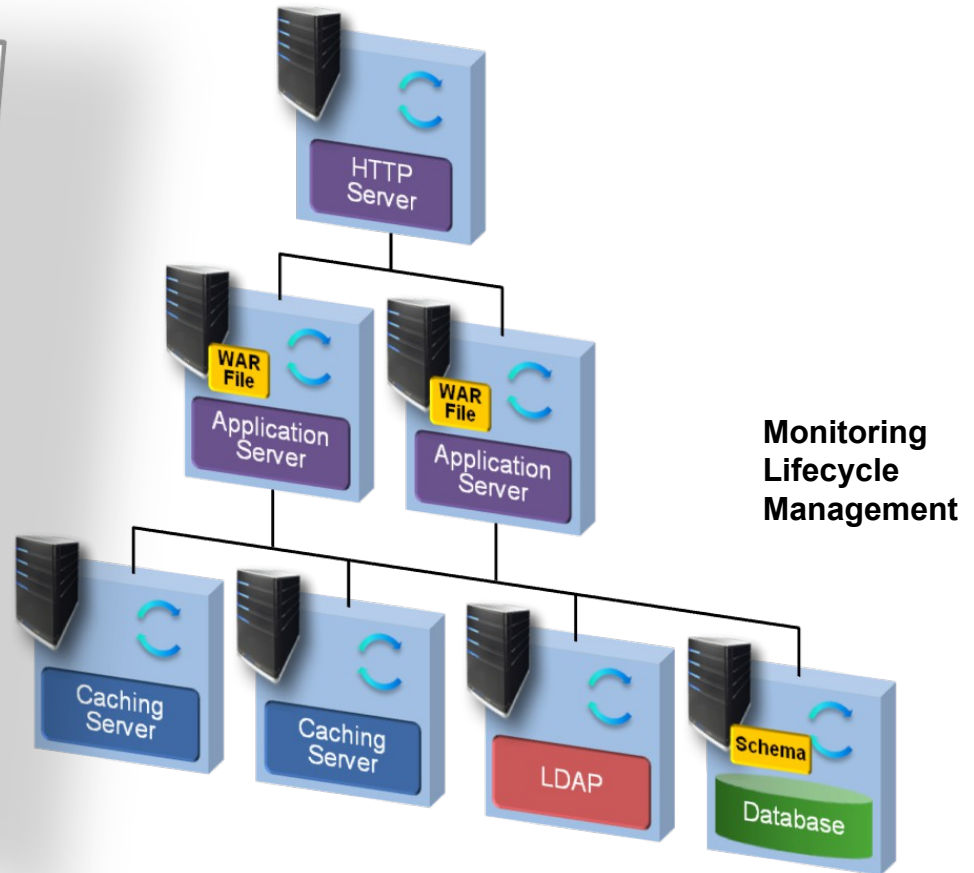 HTTP
Server
WAR
File
Application
Server
WAR
File
Application
Server
Monitoring
Lifecycle
Management
Caching
Server
Caching
Server
LDAP
Schema
Database